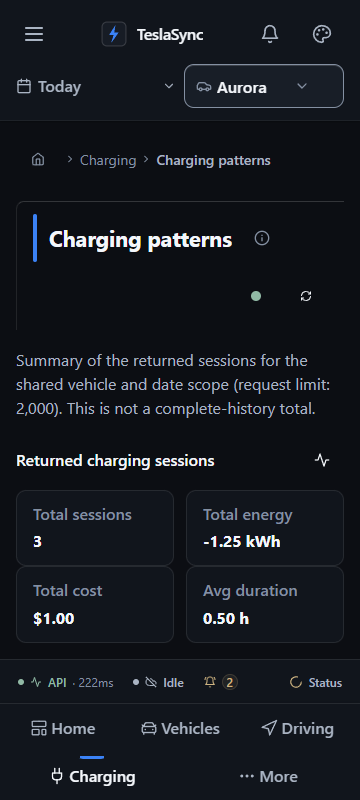 TeslaSync
Today
Aurora
Charging
Charging patterns
Charging patterns
Summary of the returned sessions for the
shared vehicle and date scope (request limit:
2,000). This is not a complete-history total.
Returned charging sessions
Total sessions
3
Total energy
-1.25 kWh
Total cost
$1.00
Avg duration
0.50 h
API · 222ms
Idle
2
Status
Home
Vehicles
Driving
Charging
More